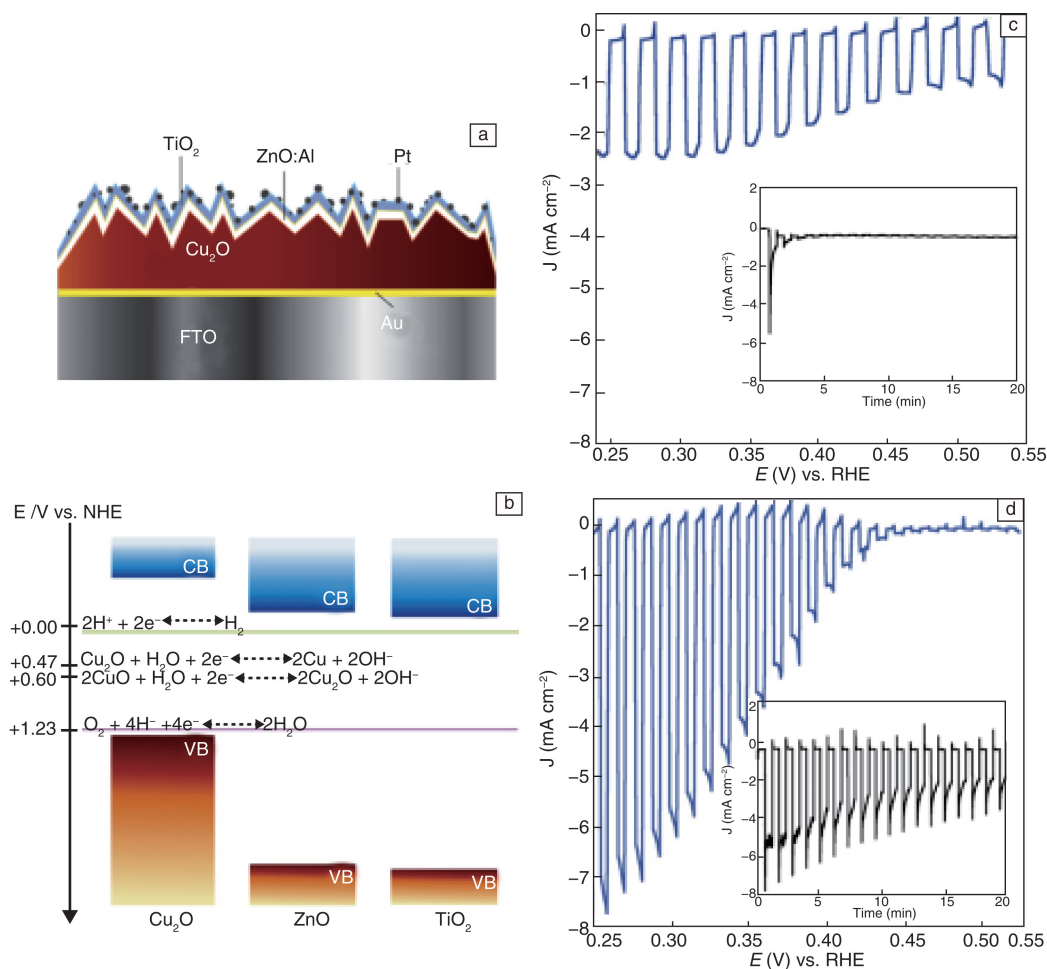 a
TiO2
ZnO:Al
Pt
Cu2O
Au
FTO
b
E /V vs. NHE
CB
CB
CB
+0.00
2H+ + 2e− H2
+0.47
Cu2O + H2O + 2e− 2Cu + 2OH−
+0.60
2CuO + H2O + 2e− 2Cu2O + 2OH−
+1.23
O2 + 4H− +4e− 2H2O
VB
VB
VB
Cu2O
ZnO
TiO2
c
0
−1
−2
−3
−4
−5
−6
−7
−8
J (mA cm−2)
0.25 0.30 0.35 0.40 0.45 0.50 0.55
E (V) vs. RHE
2
0
−2
−4
−6
−8
J (mA cm−2)
0 5 10 15 20
Time (min)
d
0
−1
−2
−3
−4
−5
−6
−7
−8
J (mA cm−2)
0.25 0.30 0.35 0.40 0.45 0.50 0.55
E (V) vs. RHE
2
0
−2
−4
−6
−8
J (mA cm−2)
0 5 10 15 20
Time (min)